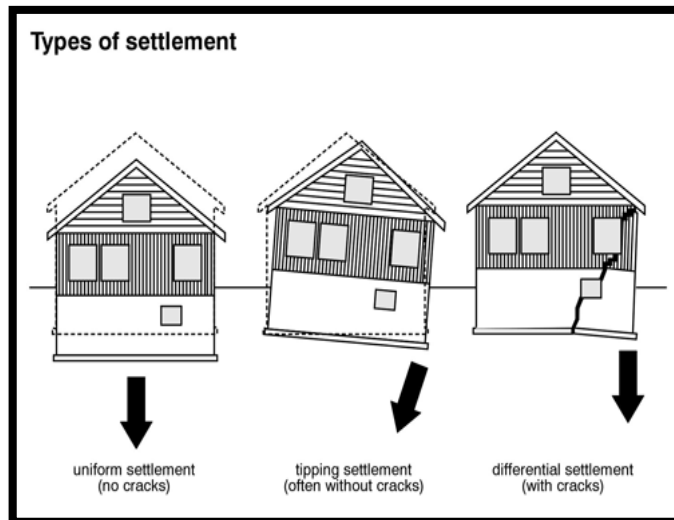 Types of settlement
uniform settlement
(no cracks)
tipping settlement
(often without cracks)
differential settlement
(with cracks)